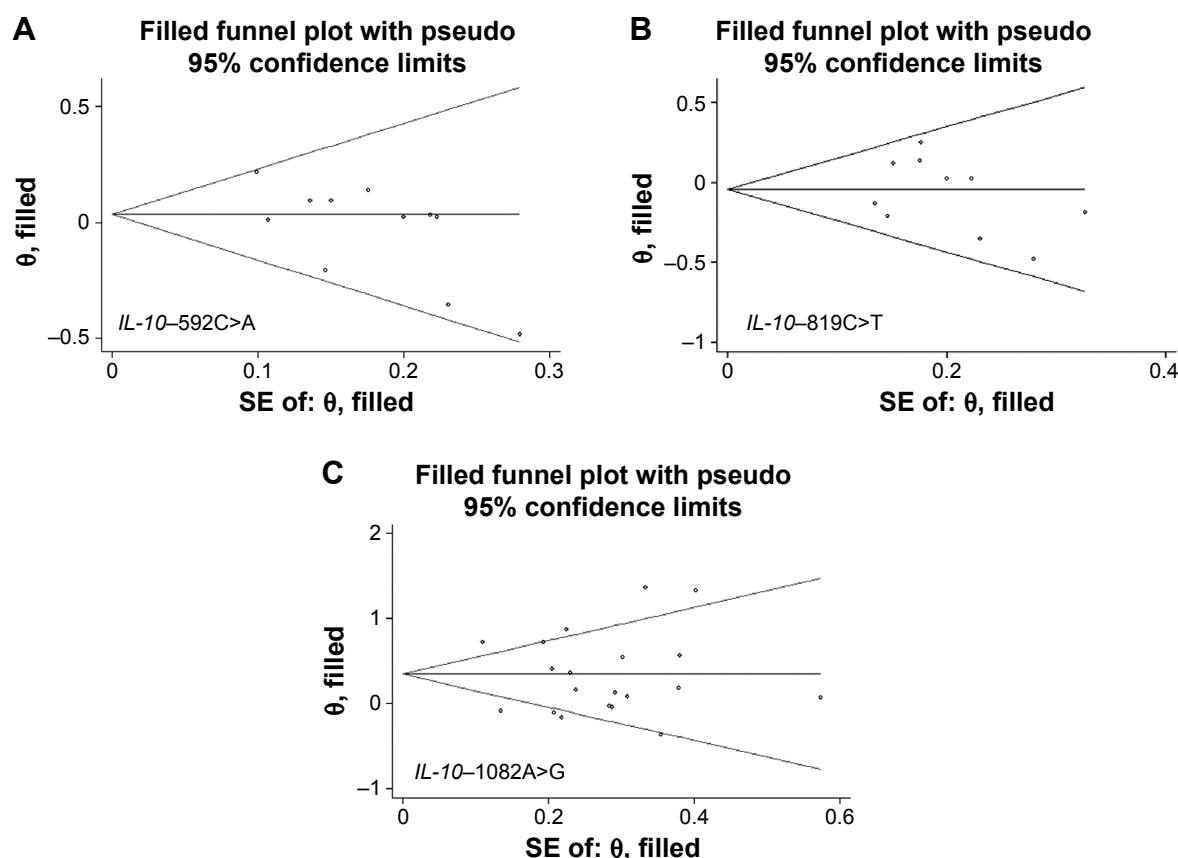 A
Filled funnel plot with pseudo
95% confidence limits
0.5
0
–0.5
θ, filled
IL-10–592C>A
0
0.1
0.2
0.3
SE of: θ, filled
B
Filled funnel plot with pseudo
95% confidence limits
0.5
0
–0.5
–1
θ, filled
IL-10–819C>T
0
0.2
0.4
SE of: θ, filled
C
Filled funnel plot with pseudo
95% confidence limits
2
1
0
–1
θ, filled
IL-10–1082A>G
0
0.2
0.4
0.6
SE of: θ, filled